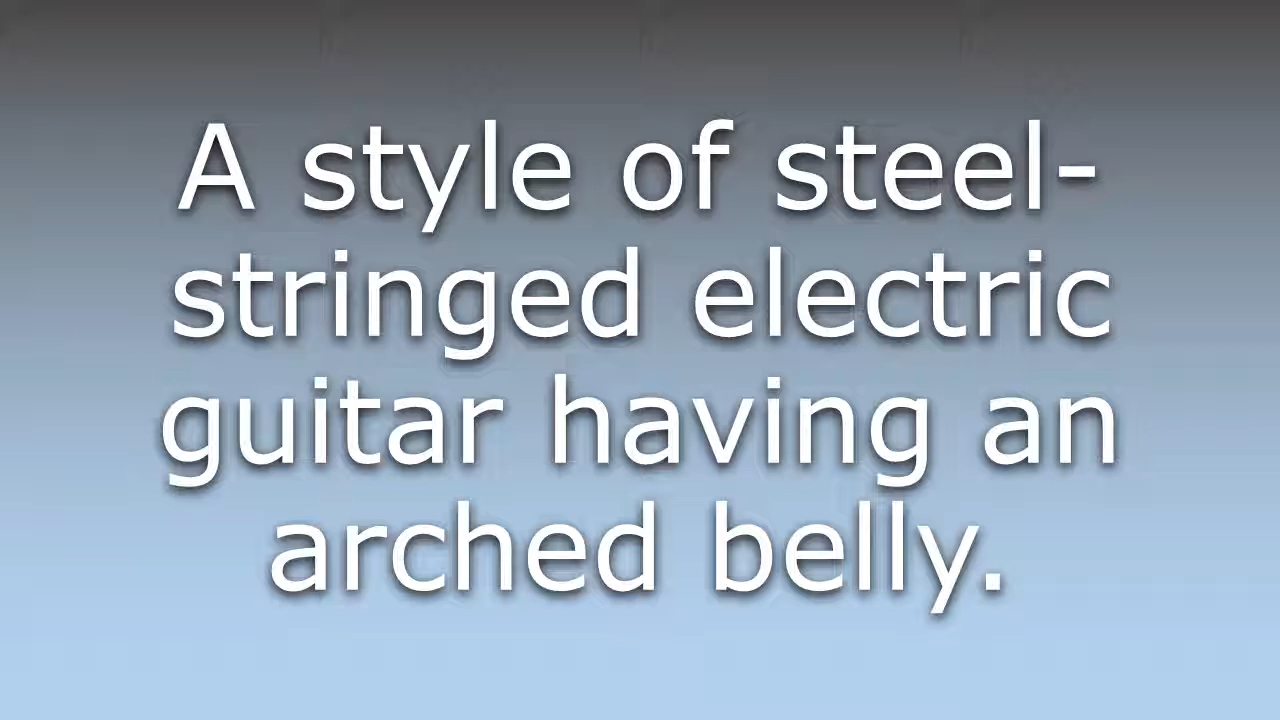 A style of steel-
stringed electric
guitar having an
arched belly.